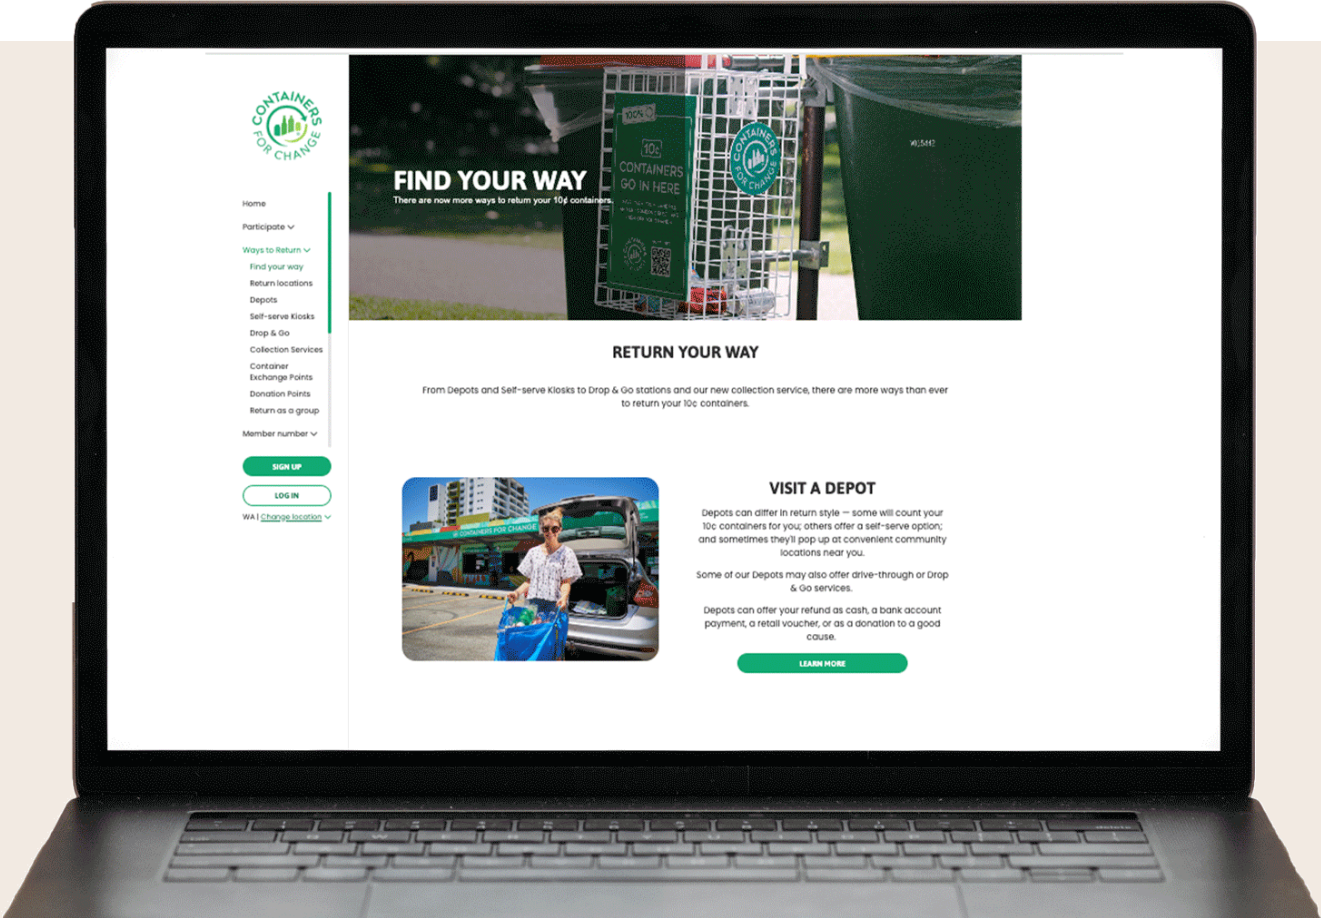 CONTAINERS
FOR CHANGE
Home
Participate
Ways to Return
Find your way
Return locations
Depots
Self-serve Kiosks
Drop & Go
Collection Services
Container
Exchange Points
Donation Points
Return as a group
Member number
SIGN UP
LOG IN
WA | Change location
FIND YOUR WAY
There are now more ways to return your 10¢ containers.
100%
10¢
CONTAINERS
GO IN HERE
CONTAINERS
FOR CHANGE
RETURN YOUR WAY
From Depots and Self-serve Kiosks to Drop & Go stations and our new collection service, there are more ways than ever
to return your 10¢ containers.
CONTAINERS FOR CHANGE
VISIT A DEPOT
Depots can differ in return style — some will count your
10c containers for you; others offer a self-serve option;
and sometimes they'll pop up at convenient community
locations near you.
Some of our Depots may also offer drive-through or Drop
& Go services.
Depots can offer your refund as cash, a bank account
payment, a retail voucher, or as a donation to a good
cause.
LEARN MORE
delete